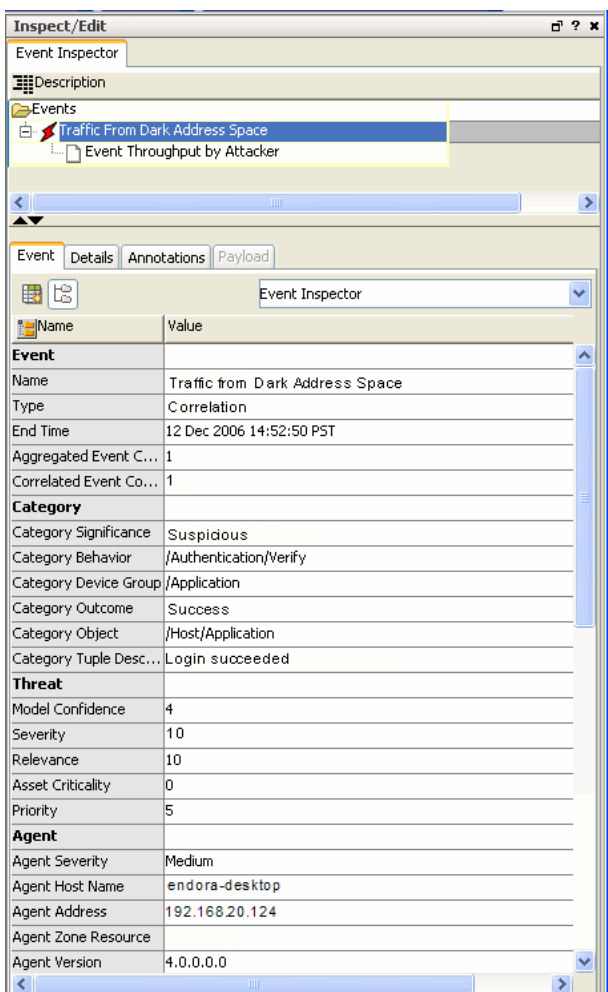 Inspect/Edit
Event Inspector
Description
Events
Traffic From Dark Address Space
Event Throughput by Attacker
Event Details Annotations Payload
Event Inspector
Name Value
Event
Name Traffic from Dark Address Space
Type Correlation
End Time 12 Dec 2006 14:52:50 PST
Aggregated Event C... 1
Correlated Event Co... 1
Category
Category Significance Suspicious
Category Behavior /Authentication/Verify
Category Device Group /Application
Category Outcome Success
Category Object /Host/Application
Category Tuple Desc... Login succeeded
Threat
Model Confidence 4
Severity 10
Relevance 10
Asset Criticality 0
Priority 5
Agent
Agent Severity Medium
Agent Host Name endora-desktop
Agent Address 192.168.20.124
Agent Zone Resource
Agent Version 4.0.0.0.0